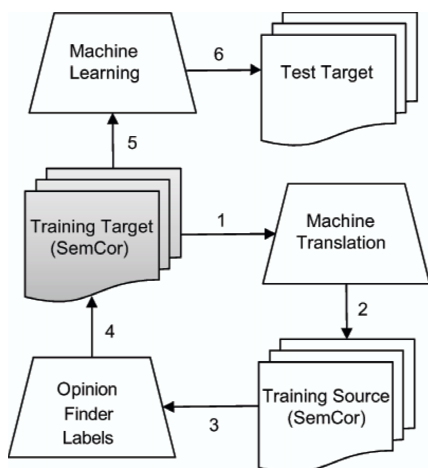 Machine
Learning
6
Test Target
5
Training Target
(SemCor)
1
Machine
Translation
2
4
Opinion
Finder
Labels
3
Training Source
(SemCor)